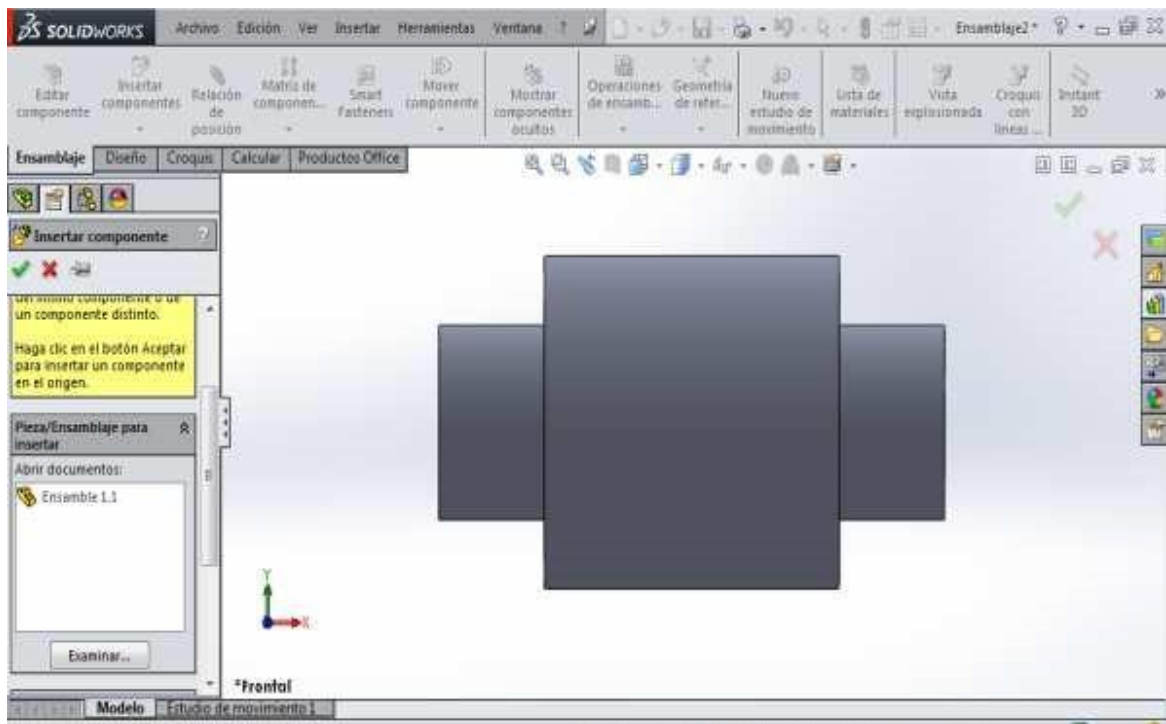 SOLIDWORKS Archivo Edición Ver Insertar Herramientas Ventana ? Ensamblaje2 *
Editar componente
Insertar componentes
Relación de posición
Matriz de componen...
Smart Fasteners
Mover componente
Mostrar componentes ocultos
Operaciones de ensamb...
Geometría de refer...
Nuevo estudio de movimiento
Lista de materiales
Vista explosionada
Croquis con líneas ...
Instant 3D
Ensamblaje Diseño Croquis Calcular Productos Office
Insertar componente ?
del mismo componente o de
un componente distinto.
Haga clic en el botón Aceptar
para insertar un componente
en el origen.
Pieza/Ensamblaje para
insertar
Abrir documentos:
Ensamble 1.1
Examinar...
Y
X
*Frontal
Modelo Estudio de movimiento 1